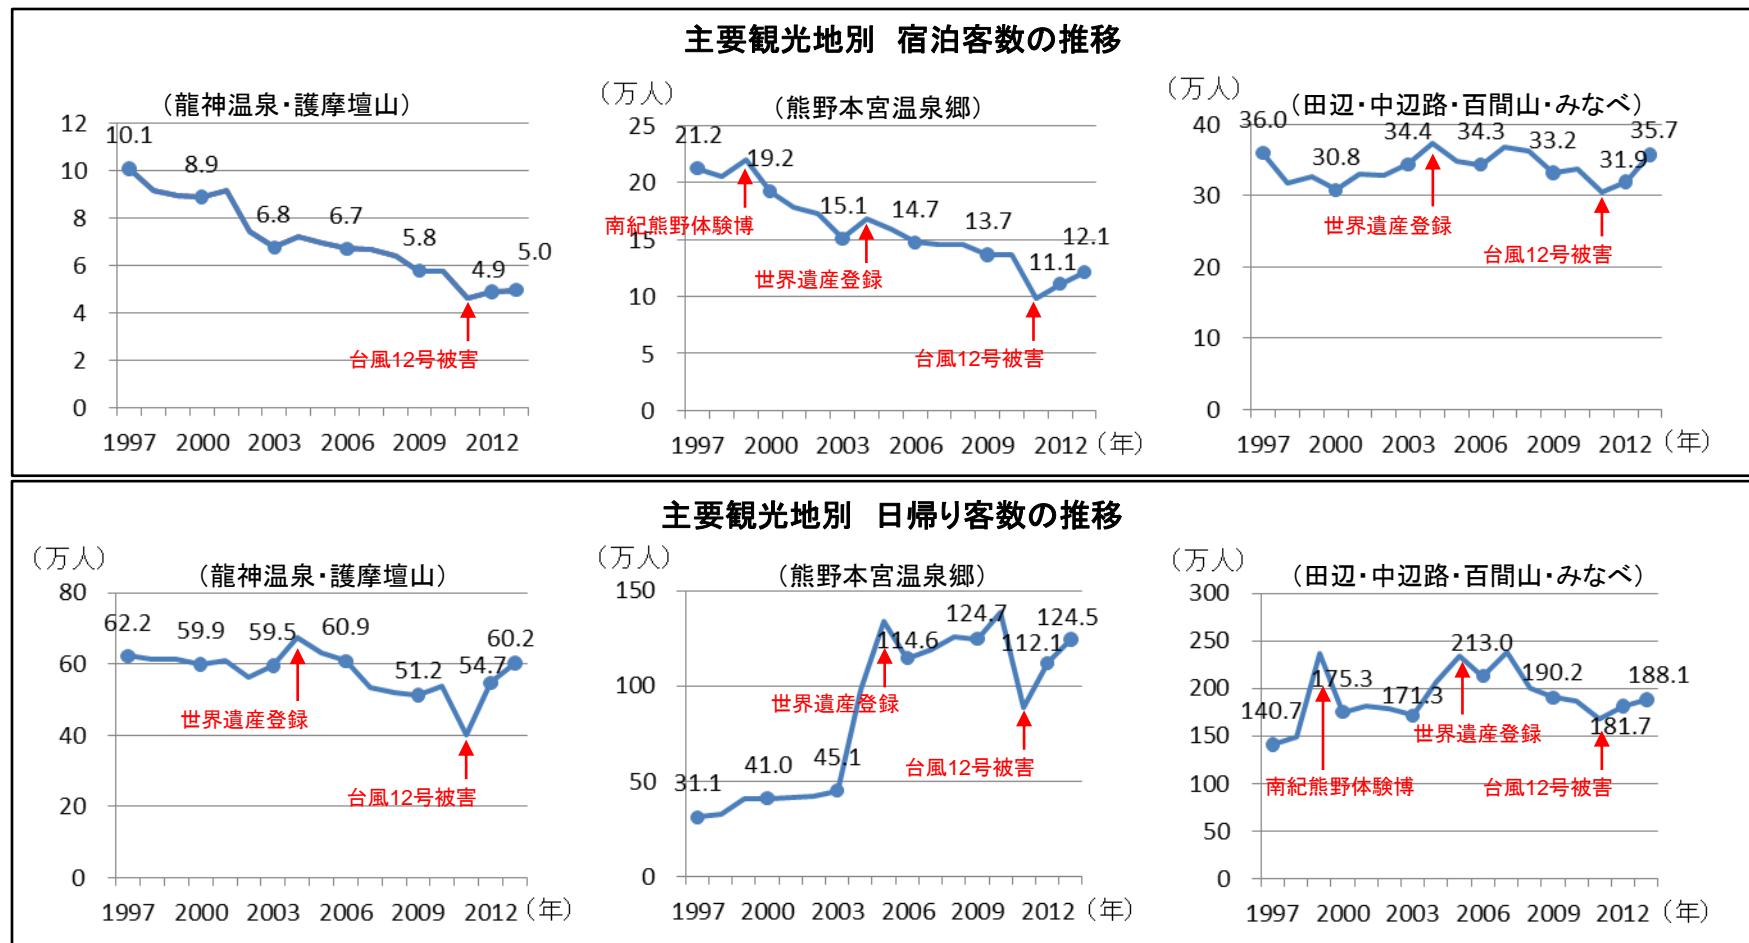 主要観光地別　宿泊客数の推移
（龍神温泉・護摩壇山）
12
10
8
6
4
2
0
10.1
8.9
6.8
6.7
5.8
4.9
5.0
台風12号被害
1997 2000 2003 2006 2009 2012
（万人）
（熊野本宮温泉郷）
25
20
15
10
5
0
21.2
19.2
15.1
14.7
13.7
11.1
12.1
南紀熊野体験博
世界遺産登録
台風12号被害
1997 2000 2003 2006 2009 2012（年）
（万人）
（田辺・中辺路・百間山・みなべ）
40
30
20
10
0
36.0
30.8
34.4
34.3
33.2
31.9
35.7
世界遺産登録
台風12号被害
1997 2000 2003 2006 2009 2012（年）
主要観光地別　日帰り客数の推移
（万人）
（龍神温泉・護摩壇山）
80
60
40
20
0
62.2
59.9
59.5
60.9
51.2
54.7
60.2
世界遺産登録
台風12号被害
1997 2000 2003 2006 2009 2012（年）
（万人）
（熊野本宮温泉郷）
150
100
50
0
31.1
41.0
45.1
114.6
124.7
112.1
124.5
世界遺産登録
台風12号被害
1997 2000 2003 2006 2009 2012（年）
（万人）
（田辺・中辺路・百間山・みなべ）
300
250
200
150
100
50
0
140.7
175.3
171.3
213.0
190.2
181.7
188.1
南紀熊野体験博
世界遺産登録
台風12号被害
1997 2000 2003 2006 2009 2012（年）